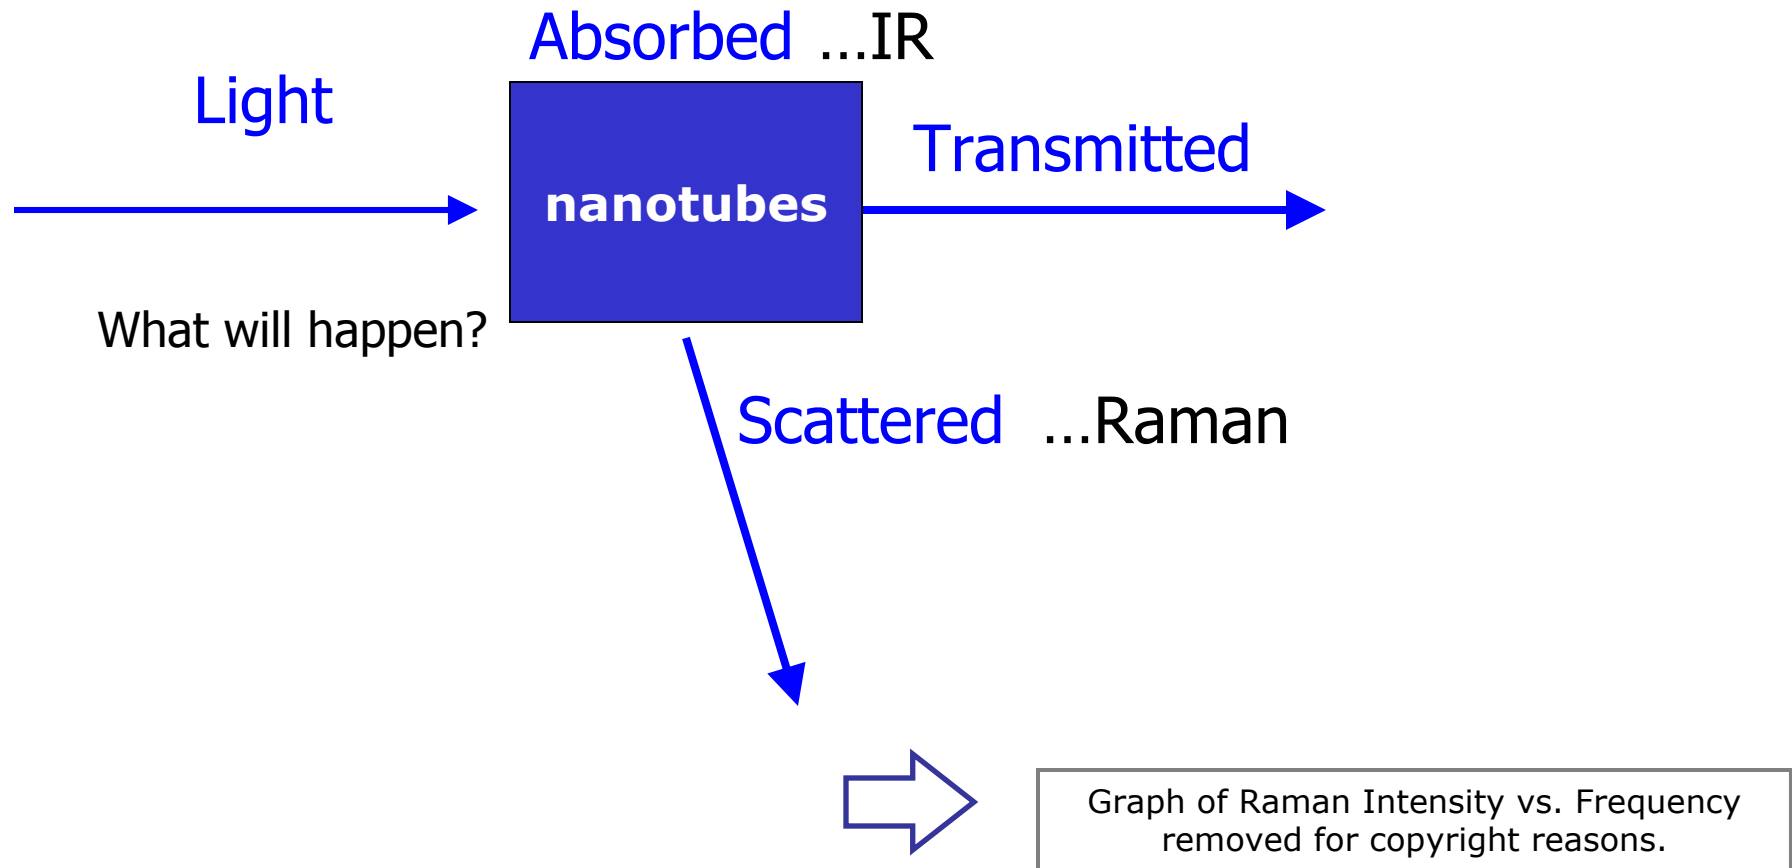 Absorbed …IR
Light
Transmitted
nanotubes
What will happen?
Scattered …Raman
Graph of Raman Intensity vs. Frequency
removed for copyright reasons.